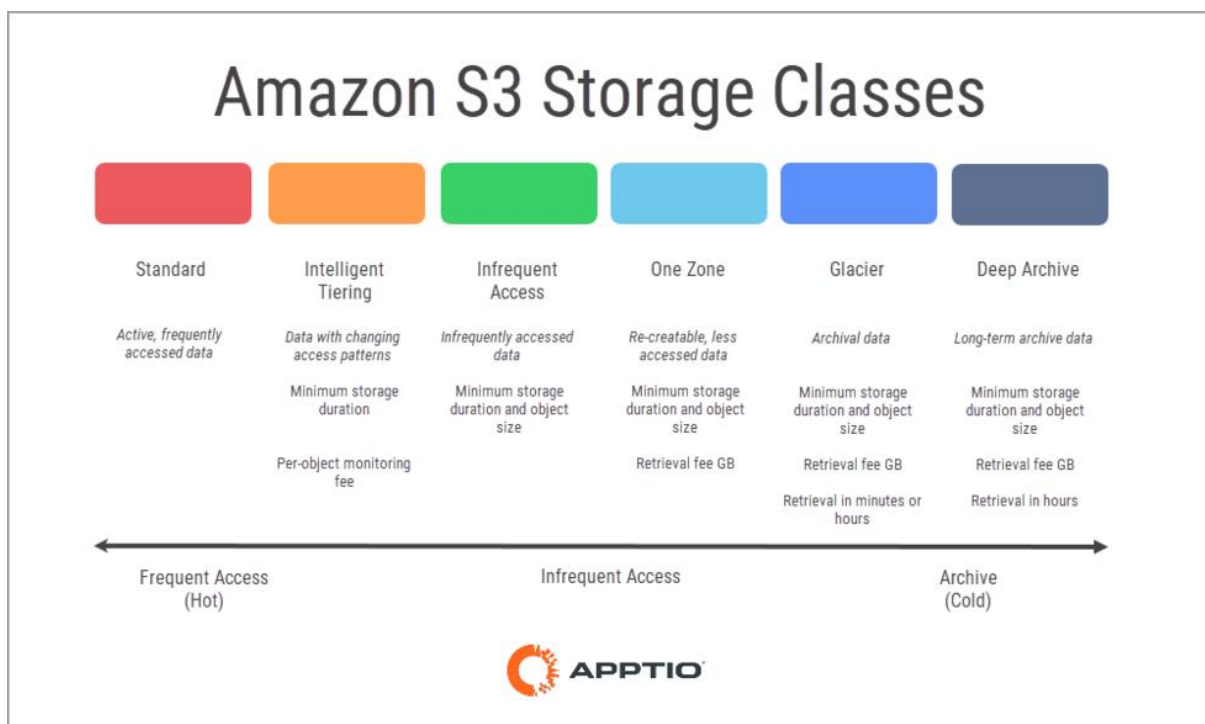 Amazon S3 Storage Classes
Standard
Active, frequently
accessed data
Intelligent
Tiering
Data with changing
access patterns
Minimum storage
duration
Per-object monitoring
fee
Infrequent
Access
Infrequently accessed
data
Minimum storage
duration and object
size
One Zone
Re-creatable, less
accessed data
Minimum storage
duration and object
size
Retrieval fee GB
Glacier
Archival data
Minimum storage
duration and object
size
Retrieval fee GB
Retrieval in minutes or
hours
Deep Archive
Long-term archive data
Minimum storage
duration and object
size
Retrieval fee GB
Retrieval in hours
Frequent Access
(Hot)
Infrequent Access
Archive
(Cold)
APPTIO